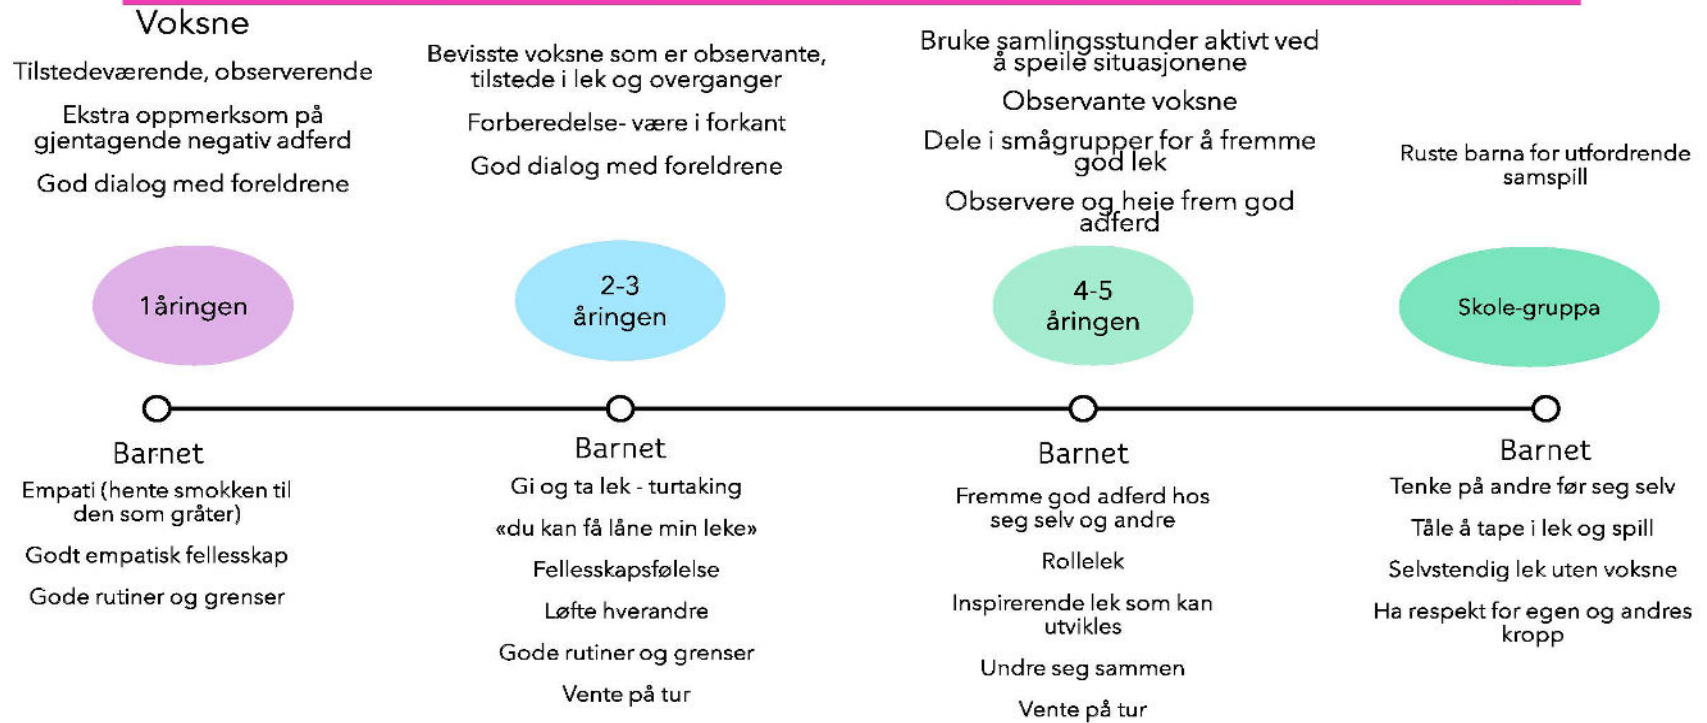 Voksne
Tilstedeværende, observerende
Ekstra oppmerksom på
gjentagende negativ adferd
God dialog med foreldrene
Bevisste voksne som er observante,
tilstede i lek og overganger
Forberedelse- være i forkant
God dialog med foreldrene
Bruke samlingsstunder aktivt ved
å speile situasjonene
Observante voksne
Dele i smågrupper for å fremme
god lek
Observere og heie frem god
adferd
Ruste barna for utfordrende
samspill
1åringen
2-3
åringen
4-5
åringen
Skole-gruppa
Barnet
Empati (hente smokken til
den som gråter)
Godt empatisk fellesskap
Gode rutiner og grenser
Barnet
Gi og ta lek - turtaking
«du kan få låne min leke»
Fellesskapsfølelse
Løfte hverandre
Gode rutiner og grenser
Vente på tur
Barnet
Fremme god adferd hos
seg selv og andre
Rollelek
Inspirerende lek som kan
utvikles
Undre seg sammen
Vente på tur
Barnet
Tenke på andre før seg selv
Tåle å tape i lek og spill
Selvstendig lek uten voksne
Ha respekt for egen og andres
kropp